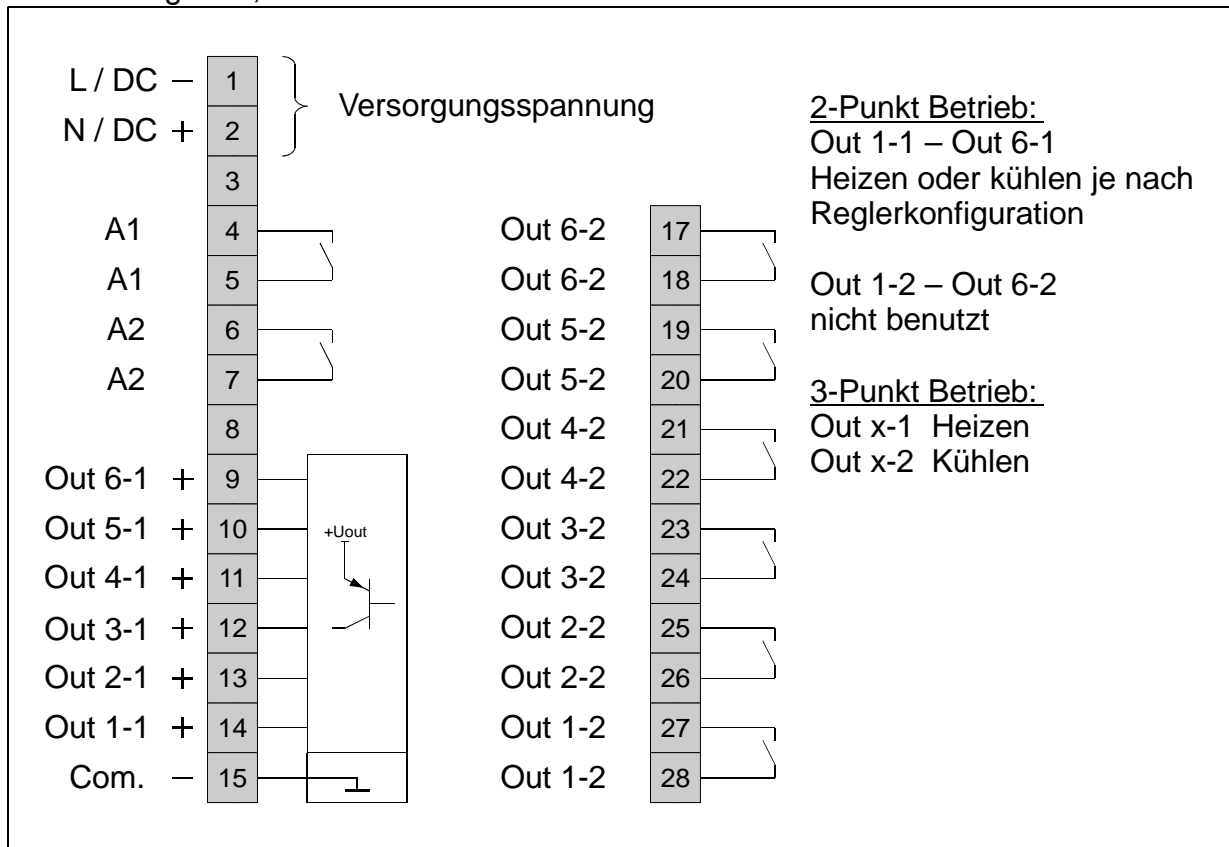 L / DC – 1
N / DC + 2
Versorgungsspannung
3
A1 4
A1 5
A2 6
A2 7
8
Out 6-1 + 9
Out 5-1 + 10
Out 4-1 + 11
Out 3-1 + 12
Out 2-1 + 13
Out 1-1 + 14
Com. – 15
+Uout
Out 6-2 17
Out 6-2 18
Out 5-2 19
Out 5-2 20
Out 4-2 21
Out 4-2 22
Out 3-2 23
Out 3-2 24
Out 2-2 25
Out 2-2 26
Out 1-2 27
Out 1-2 28
2-Punkt Betrieb:
Out 1-1 – Out 6-1
Heizen oder kühlen je nach
Reglerkonfiguration
Out 1-2 – Out 6-2
nicht benutzt
3-Punkt Betrieb:
Out x-1 Heizen
Out x-2 Kühlen